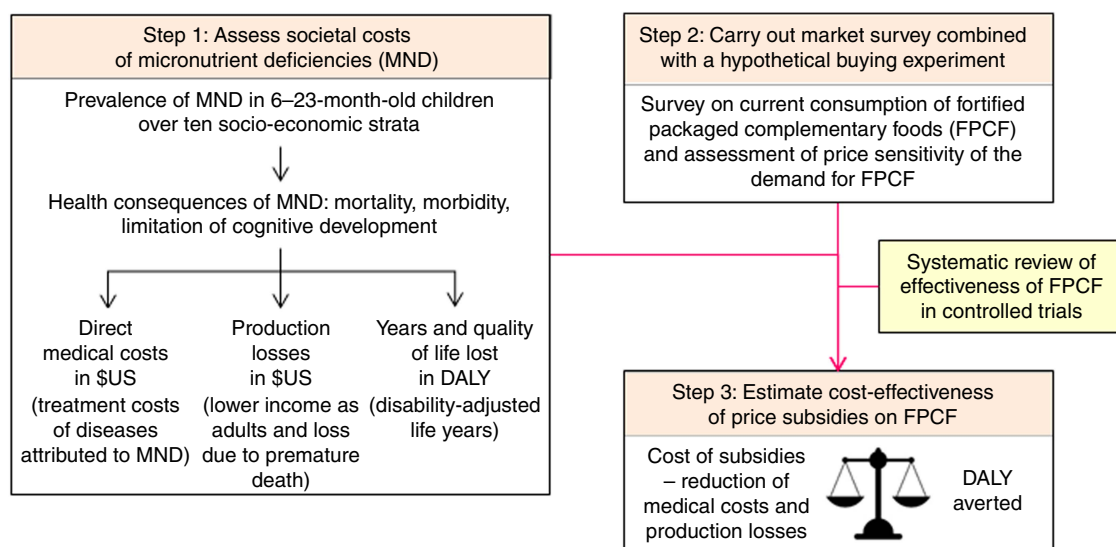 Step 1: Assess societal costs
of micronutrient deficiencies (MND)
Prevalence of MND in 6–23-month-old children
over ten socio-economic strata
Health consequences of MND: mortality, morbidity,
limitation of cognitive development
Direct
medical costs
in $US
(treatment costs
of diseases
attributed to MND)
Production
losses
in $US
(lower income as
adults and loss
due to premature
death)
Years and quality
of life lost
in DALY
(disability-adjusted
life years)
Step 2: Carry out market survey combined
with a hypothetical buying experiment
Survey on current consumption of fortified
packaged complementary foods (FPCF)
and assessment of price sensitivity of the
demand for FPCF
Systematic review of
effectiveness of FPCF
in controlled trials
Step 3: Estimate cost-effectiveness
of price subsidies on FPCF
Cost of subsidies
– reduction of
medical costs and
production losses
DALY
averted